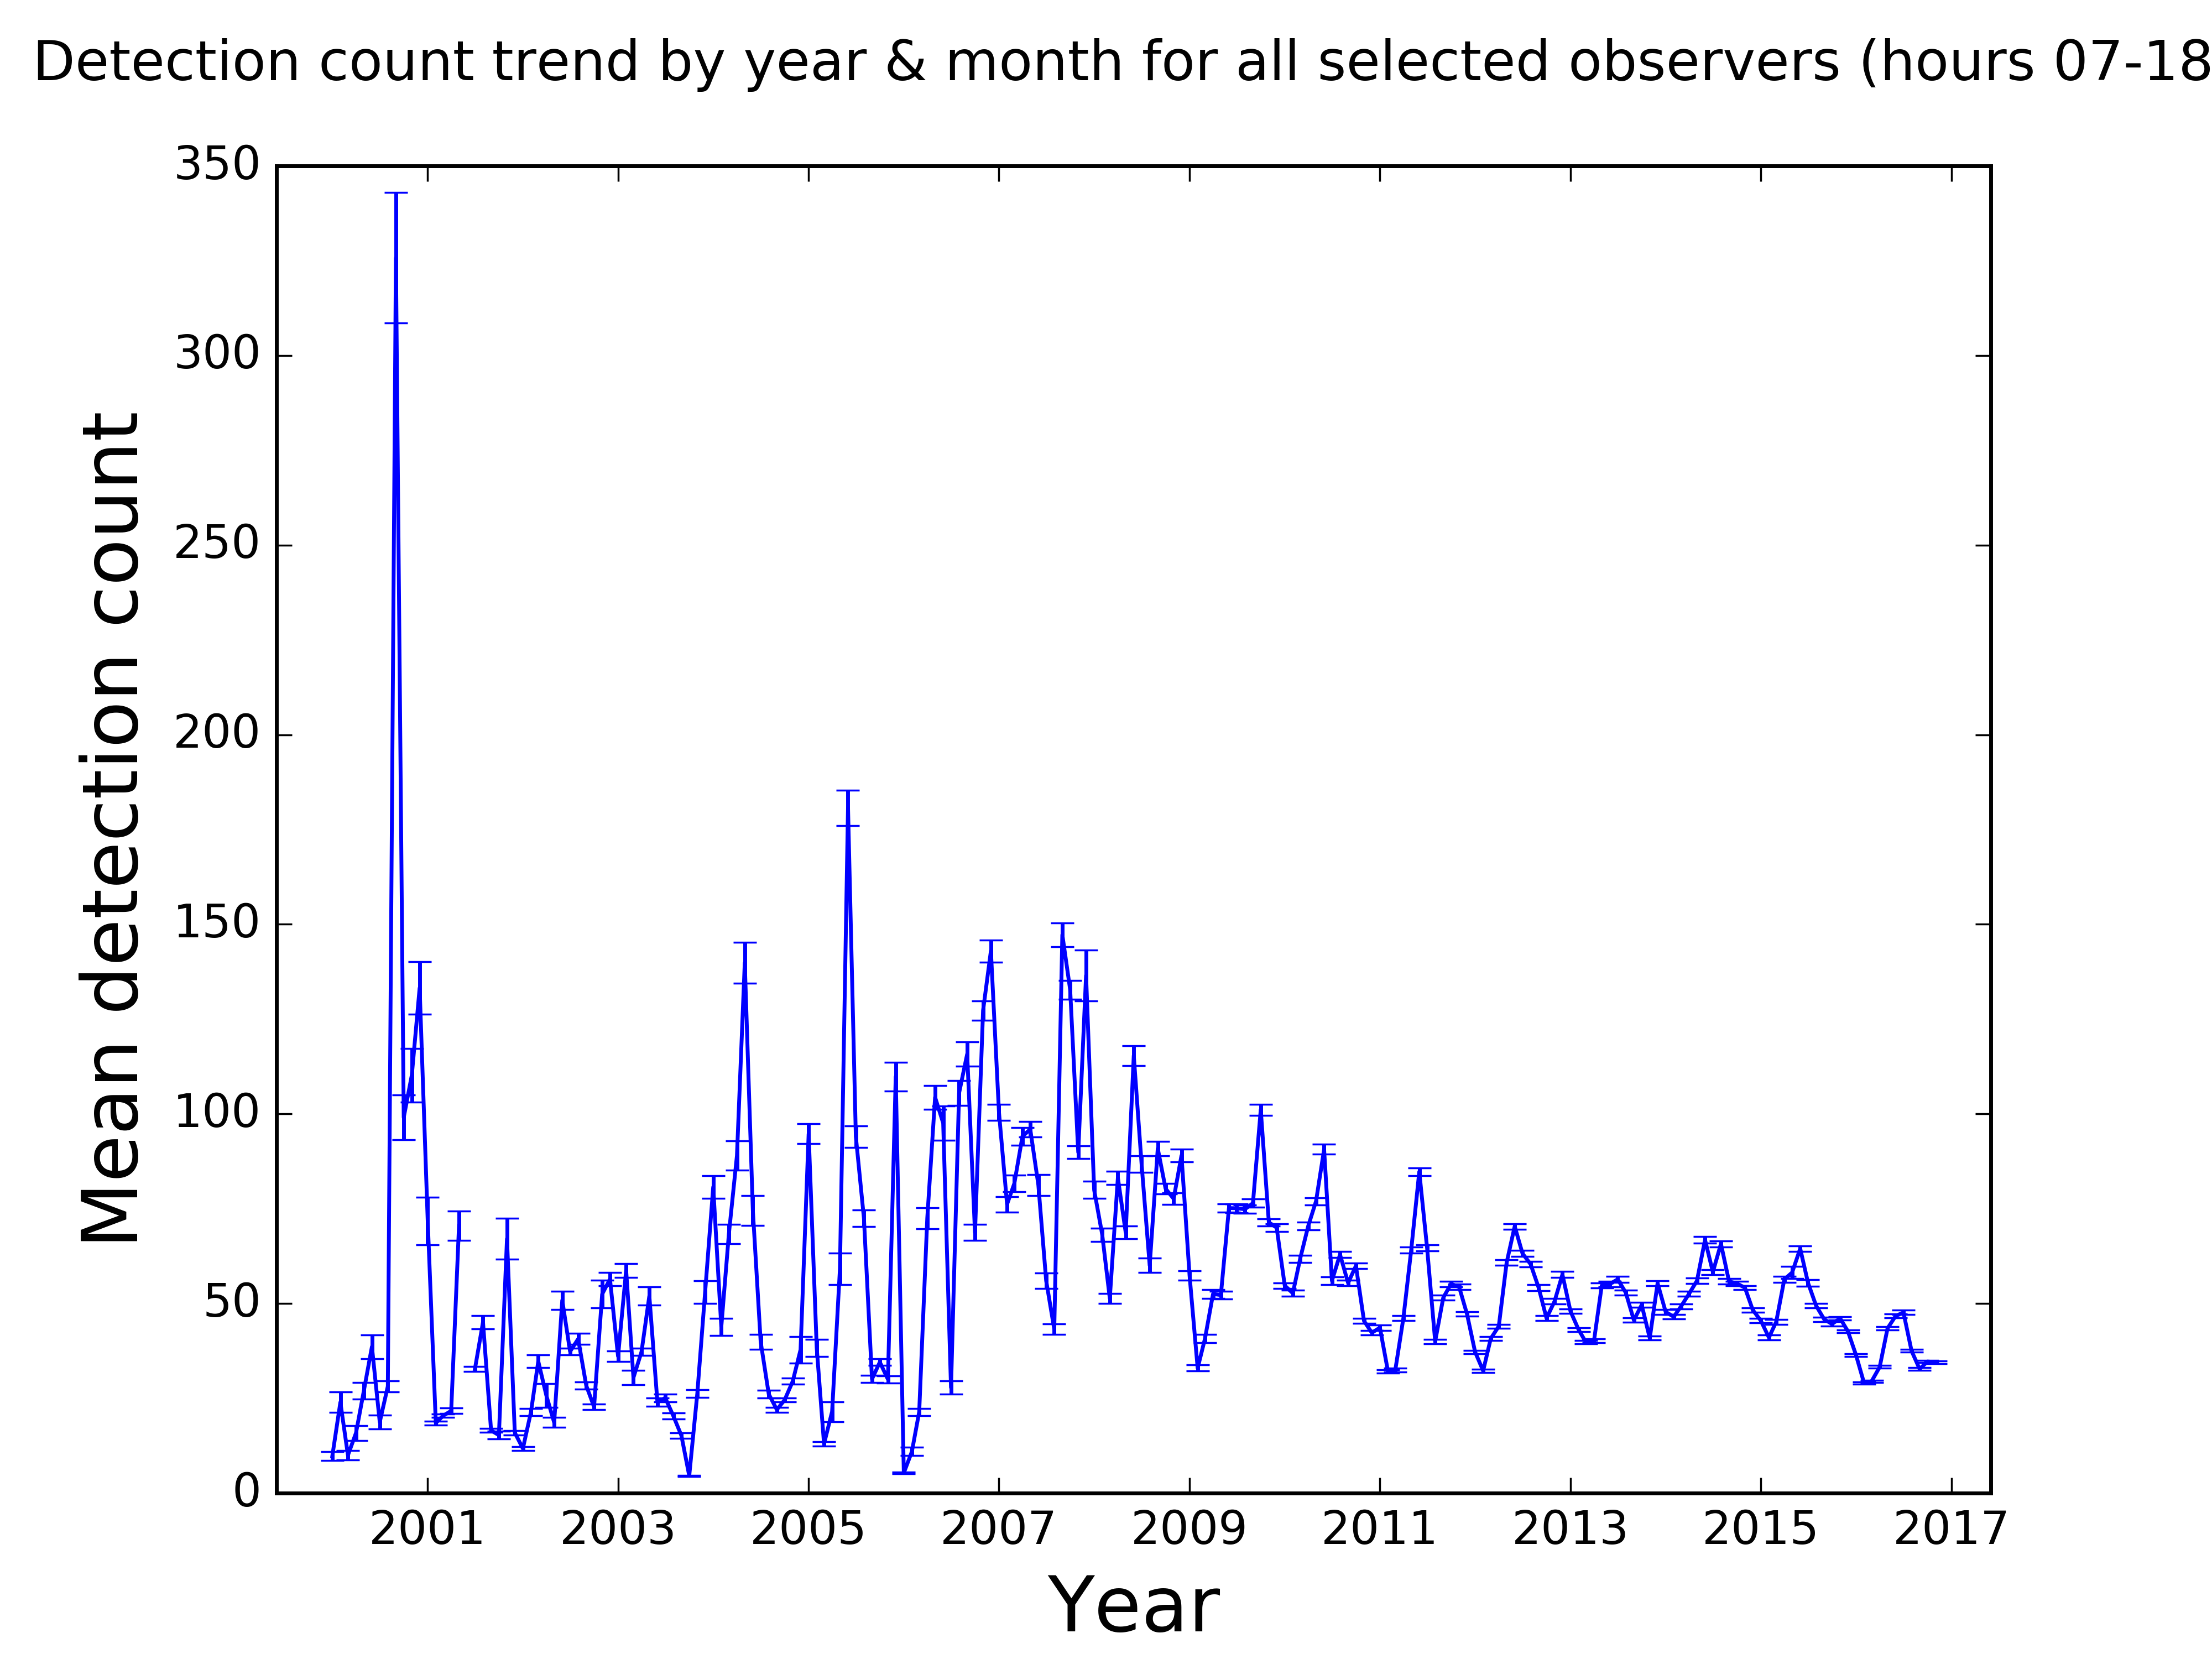 Detection count trend by year & month for all selected observers (hours 07-18
350
300
250
200
150
100
50
0
Mean detection count
2001 2003 2005 2007 2009 2011 2013 2015 2017
Year